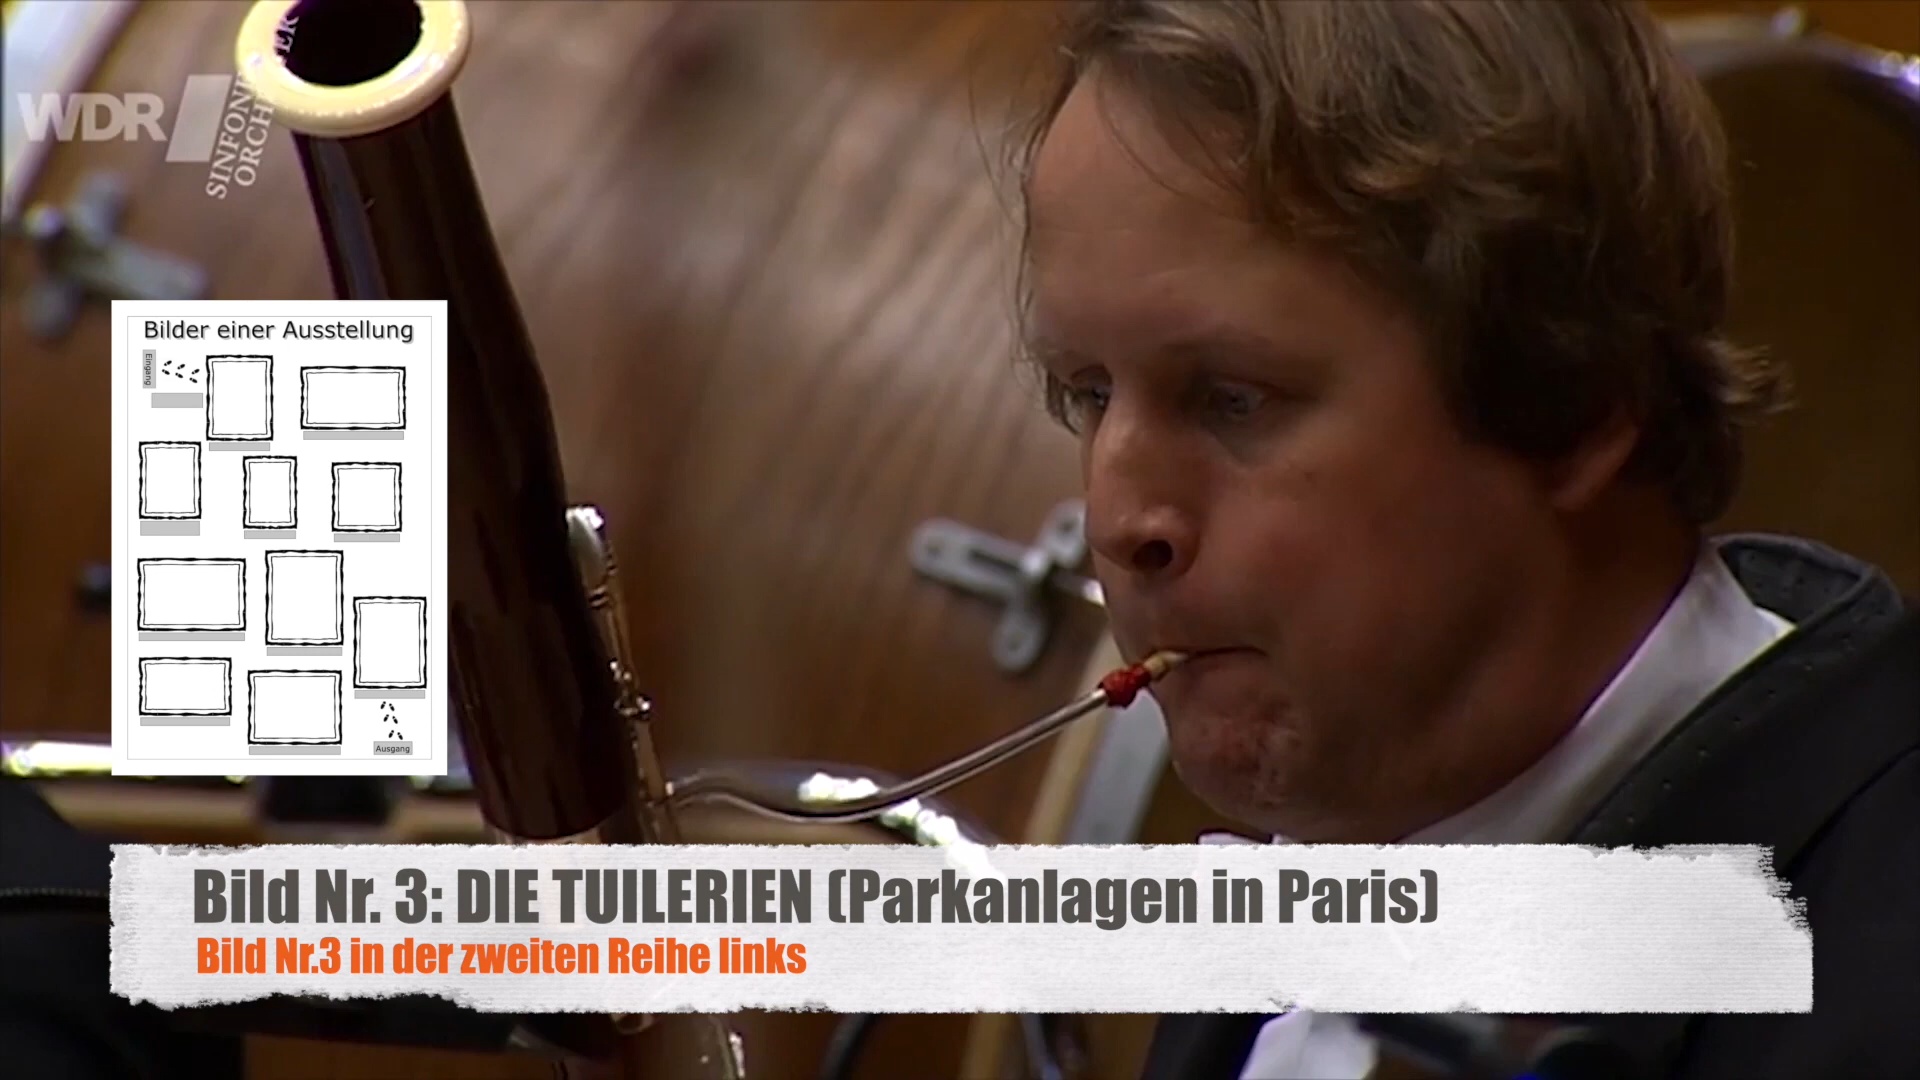 WDR
SINFONIE
ORCH
ER
Bilder einer Ausstellung
Eingang
Ausgang
Bild Nr. 3: DIE TUILERIEN (Parkanlagen in Paris)
Bild Nr.3 in der zweiten Reihe links